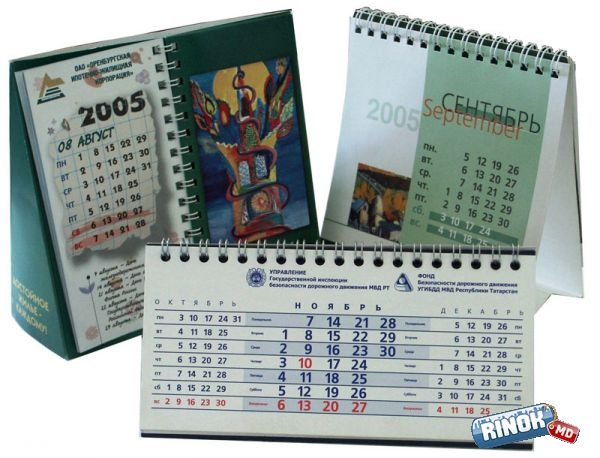 ОАО "ОРЕНБУРГСКАЯ
ИПОТЕЧНО-ЖИЛИЩНАЯ
КОРПОРАЦИЯ"
2005
08 АВГУСТ
ПН 1 8 15 22 29
ВТ 2 9 16 23 30
СР 3 10 17 24 31
ЧТ 4 11 18 25
ПТ 5 12 19 26
СБ 6 13 20 27
ВС 7 14 21 28
ДОСТОЙНОЕ
ЖИЛЬЕ -
КАЖДОМУ!
2005
СЕНТЯБРЬ
September
пн. 5 12 19 26
вт. 6 13 20 27
ср. 7 14 21 28
чт. 1 8 15 22 29
пт. 2 9 16 23 30
сб. 3 10 17 24
вс. 4 11 18 25
УПРАВЛЕНИЕ
Государственной инспекции
безопасности дорожного движения МВД РТ
ФОНД
Безопасности дорожного движения
УГИБДД МВД Республики Татарстан
ОКТЯБРЬ
пн 3 10 17 24 31
вт 4 11 18 25
ср 5 12 19 26
чт 6 13 20 27
пт 7 14 21 28
сб 1 8 15 22 29
вс 2 9 16 23 30
НОЯБРЬ
Понедельник 7 14 21 28 Понедельник
Вторник 1 8 15 22 29 Вторник
Среда 2 9 16 23 30 Среда
Четверг 3 10 17 24 Четверг
Пятница 4 11 18 25 Пятница
Суббота 5 12 19 26 Суббота
Воскресенье 6 13 20 27 Воскресенье
ДЕКАБРЬ
5 12 19 26 пн
6 13 20 27 вт
7 14 21 28 ср
1 8 15 22 29 чт
2 9 16 23 30 пт
3 10 17 24 31 сб
4 11 18 25 вс
RINOK MD